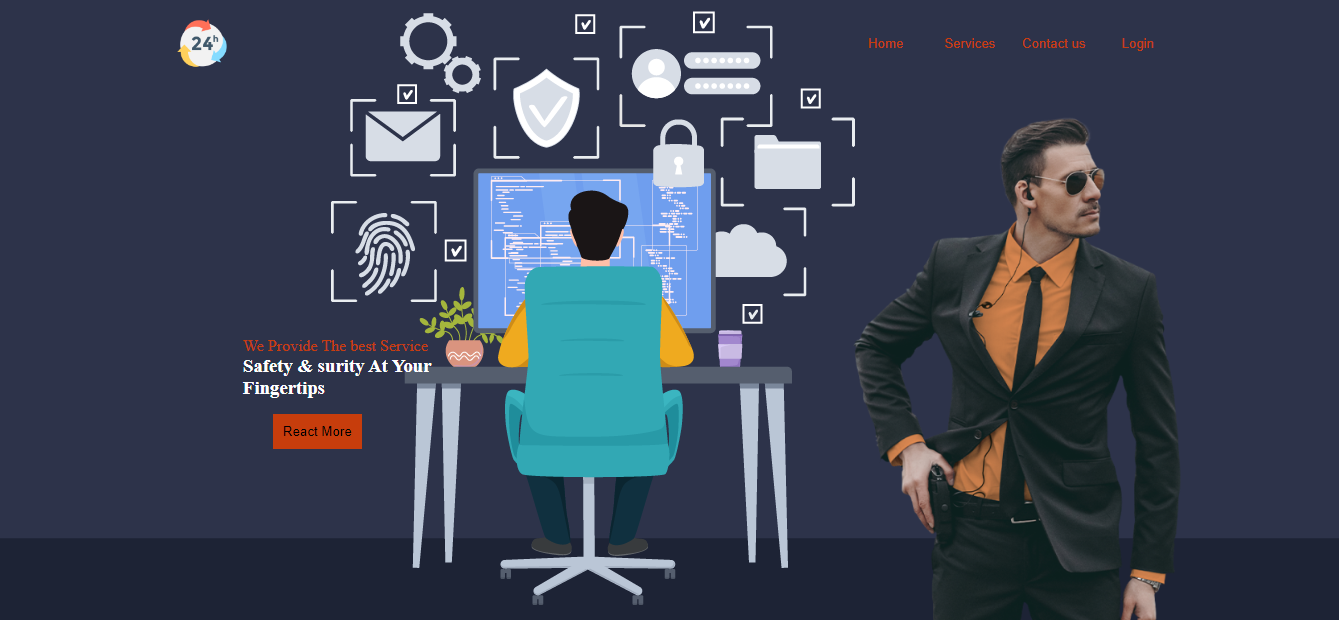 24h
Home Services Contact us Login
We Provide The best Service
Safety & surity At Your
Fingertips
React More